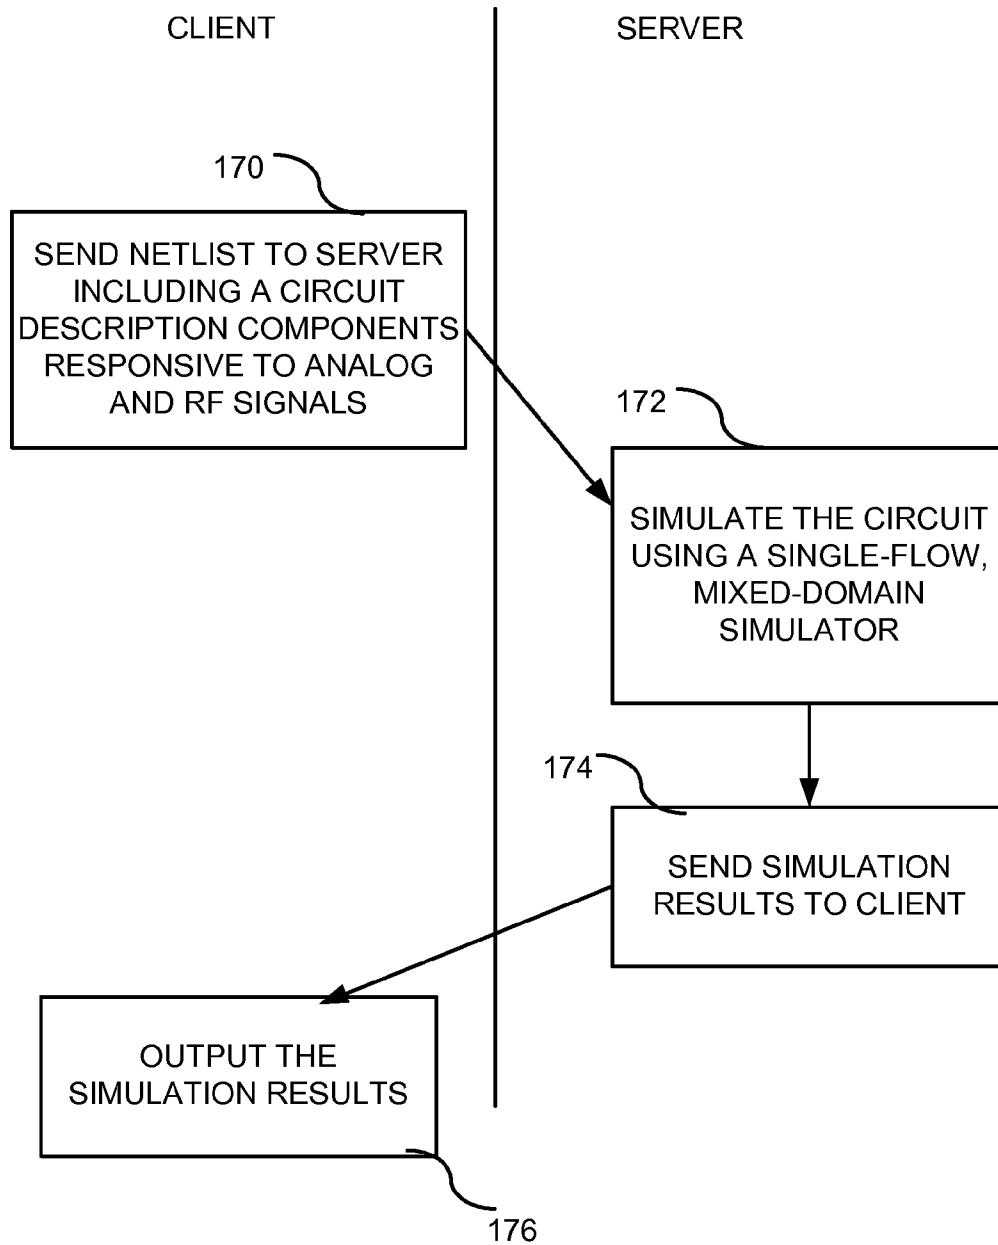 CLIENT
SERVER
170
SEND NETLIST TO SERVER
INCLUDING A CIRCUIT
DESCRIPTION COMPONENTS
RESPONSIVE TO ANALOG
AND RF SIGNALS
172
SIMULATE THE CIRCUIT
USING A SINGLE-FLOW,
MIXED-DOMAIN
SIMULATOR
174
SEND SIMULATION
RESULTS TO CLIENT
OUTPUT THE
SIMULATION RESULTS
176